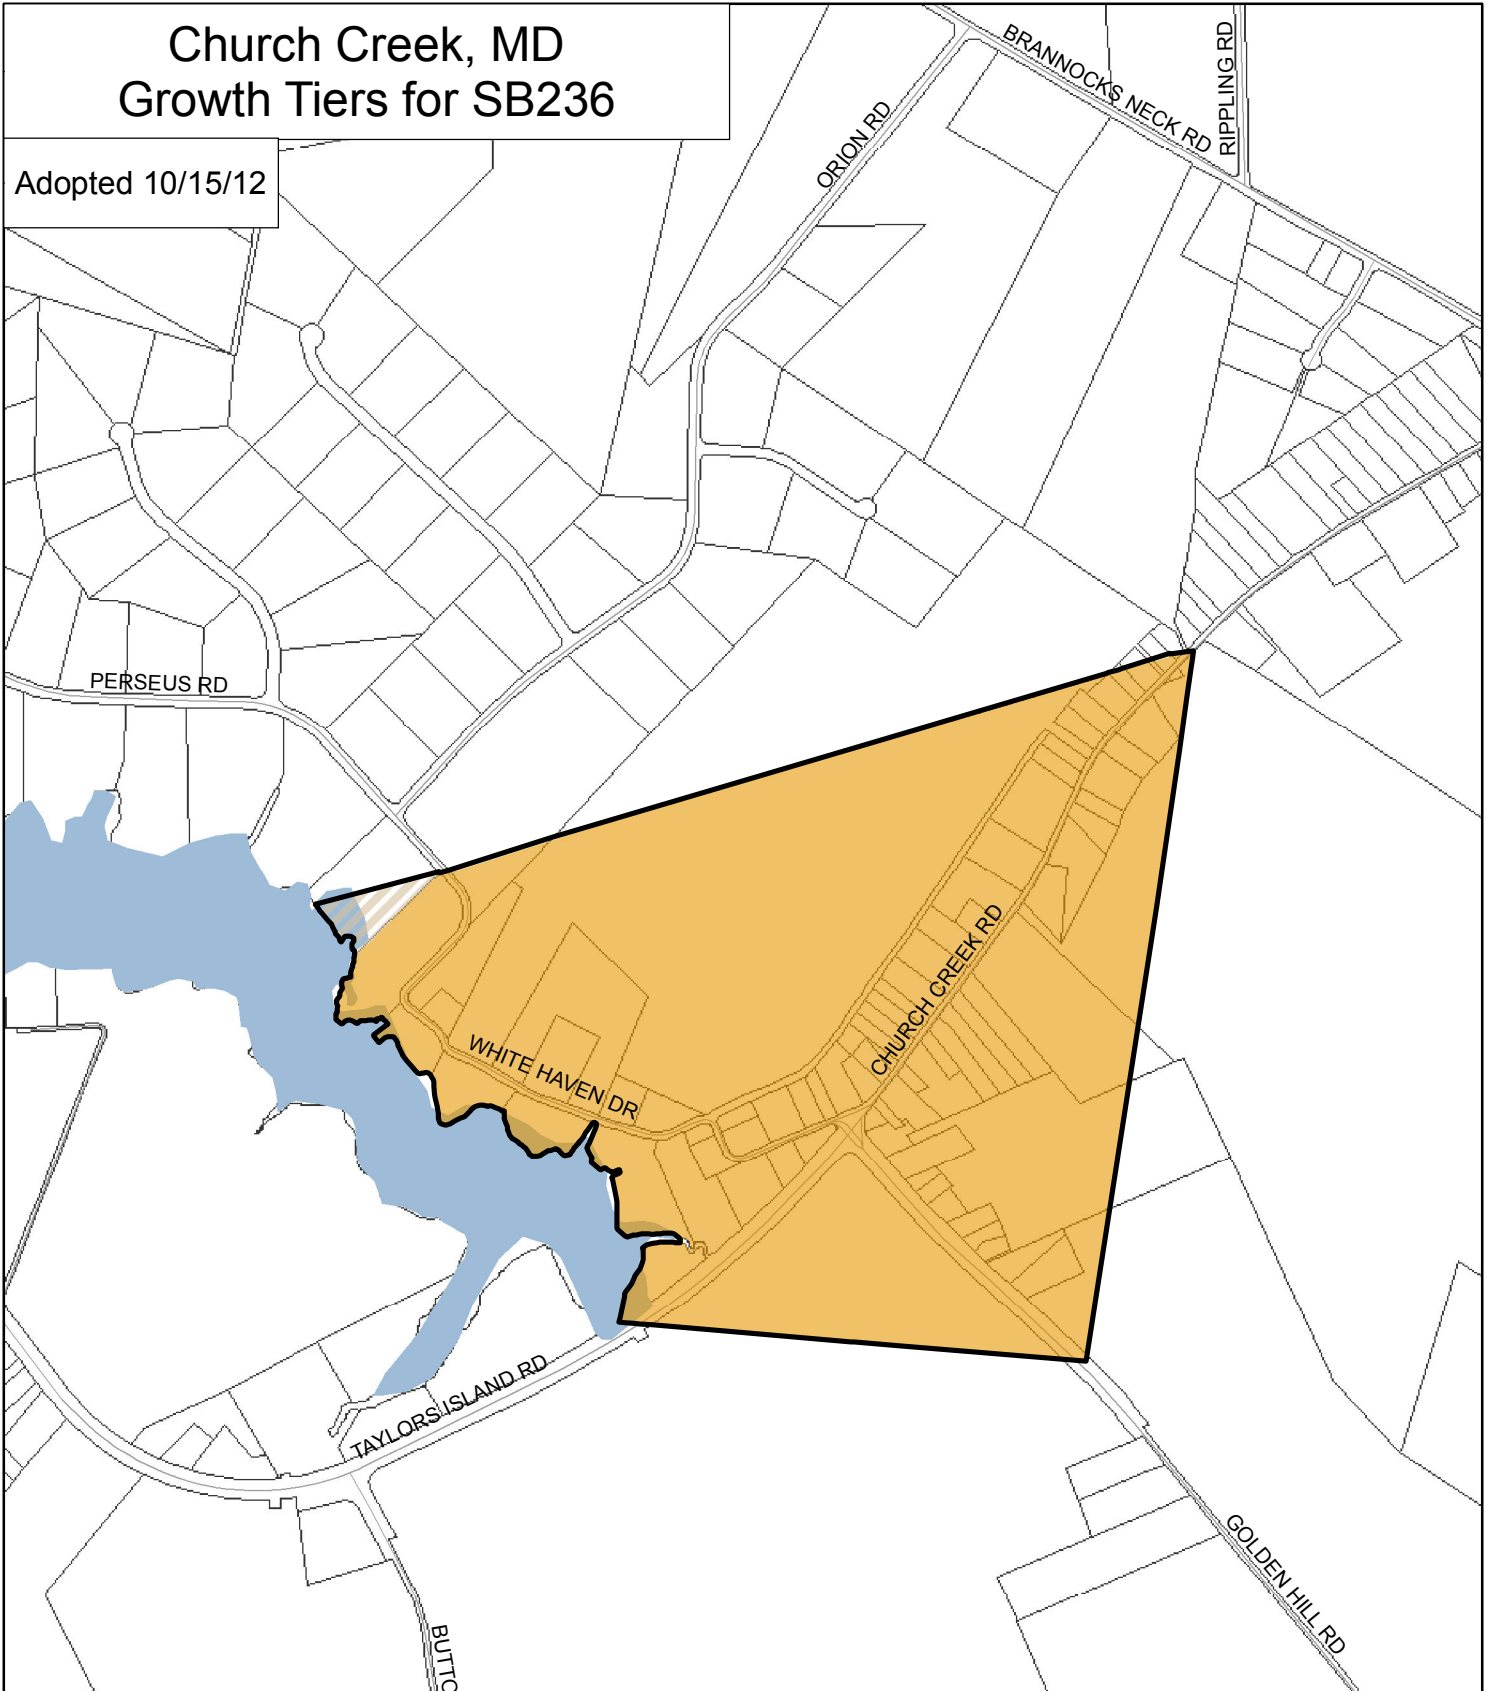 Church Creek, MD
Growth Tiers for SB236
Adopted 10/15/12
BRANNOCKS NECK RD
RIPPLING RD
ORION RD
PERSEUS RD
CHURCH CREEK RD
WHITE HAVEN DR
TAYLORS ISLAND RD
GOLDEN HILL RD
BUTTO